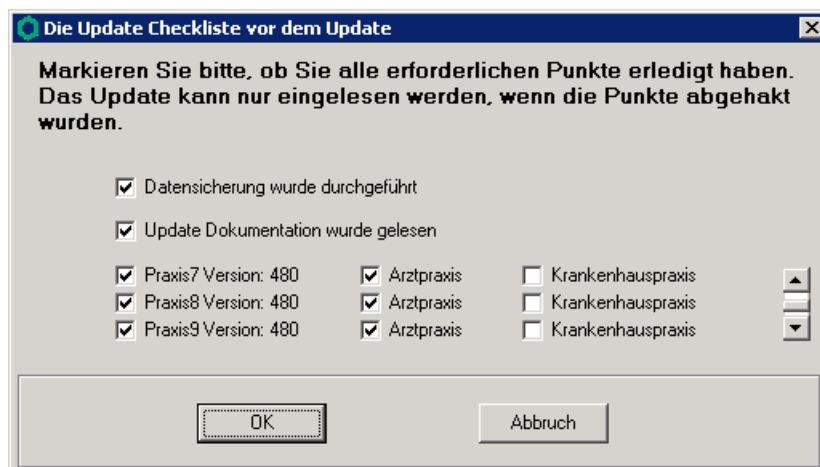 Die Update Checkliste vor dem Update
Markieren Sie bitte, ob Sie alle erforderlichen Punkte erledigt haben.
Das Update kann nur eingelesen werden, wenn die Punkte abgehakt
wurden.
Datensicherung wurde durchgeführt
Update Dokumentation wurde gelesen
Praxis7 Version: 480 Arztpraxis Krankenhauspraxis
Praxis8 Version: 480 Arztpraxis Krankenhauspraxis
Praxis9 Version: 480 Arztpraxis Krankenhauspraxis
OK Abbruch